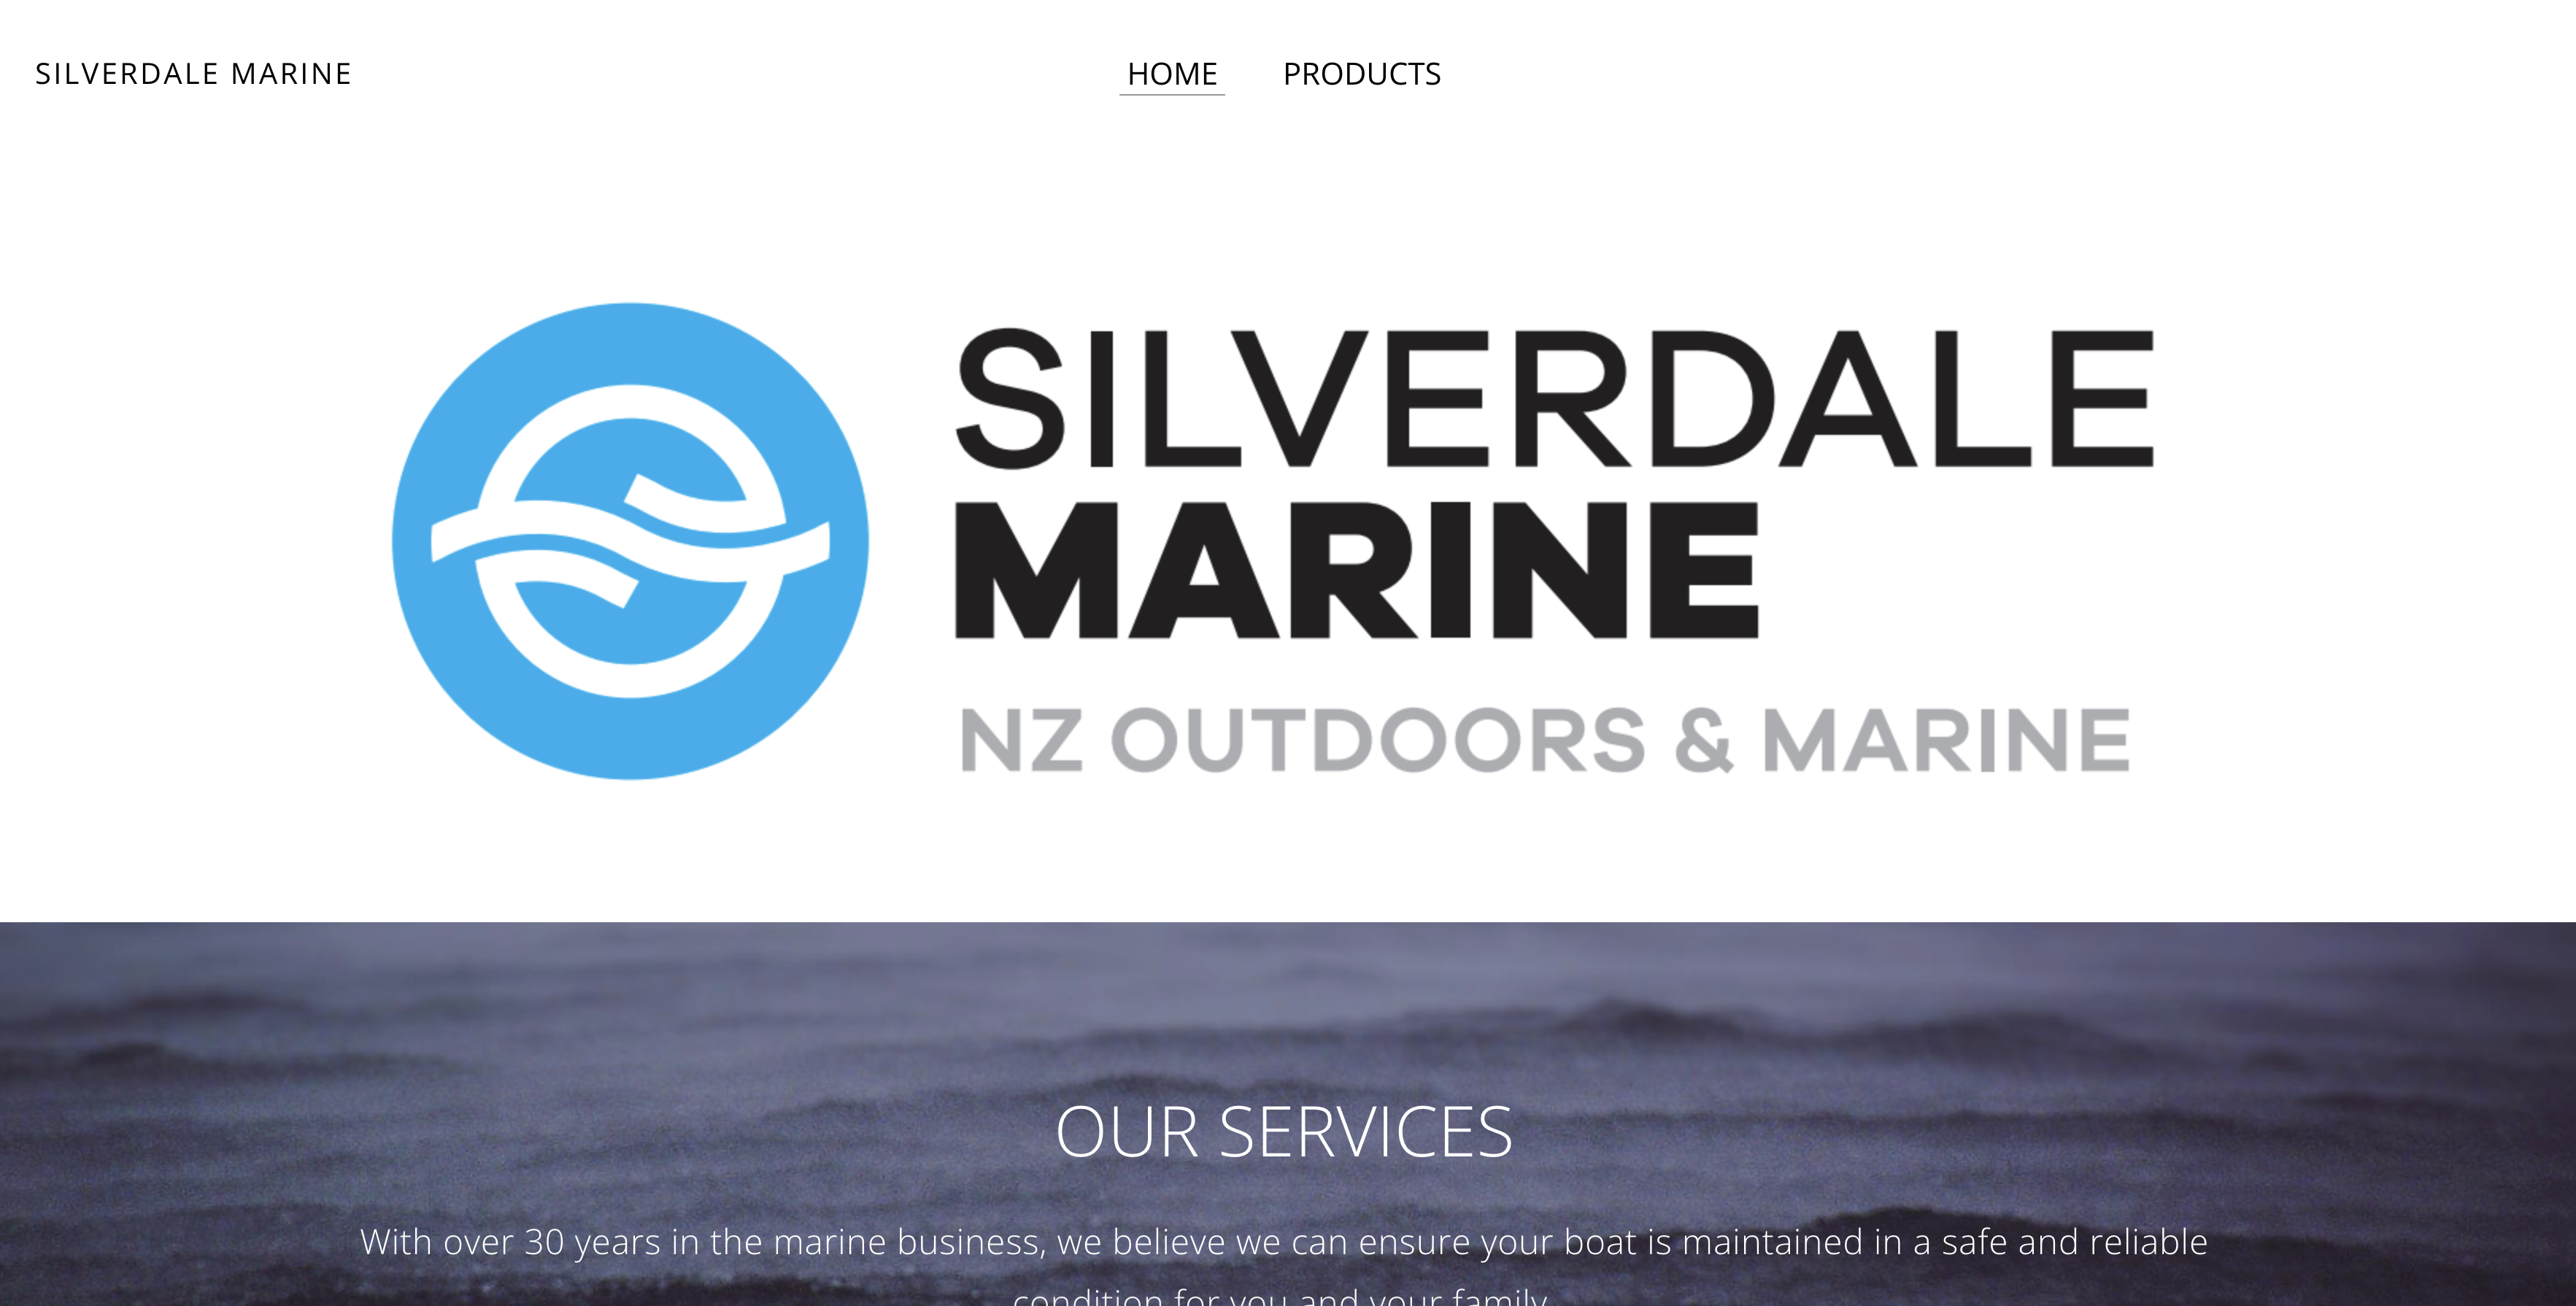 SILVERDALE MARINE
HOME
PRODUCTS
SILVERDALE
MARINE
NZ OUTDOORS & MARINE
OUR SERVICES
With over 30 years in the marine business, we believe we can ensure your boat is maintained in a safe and reliable
condition for you and your family